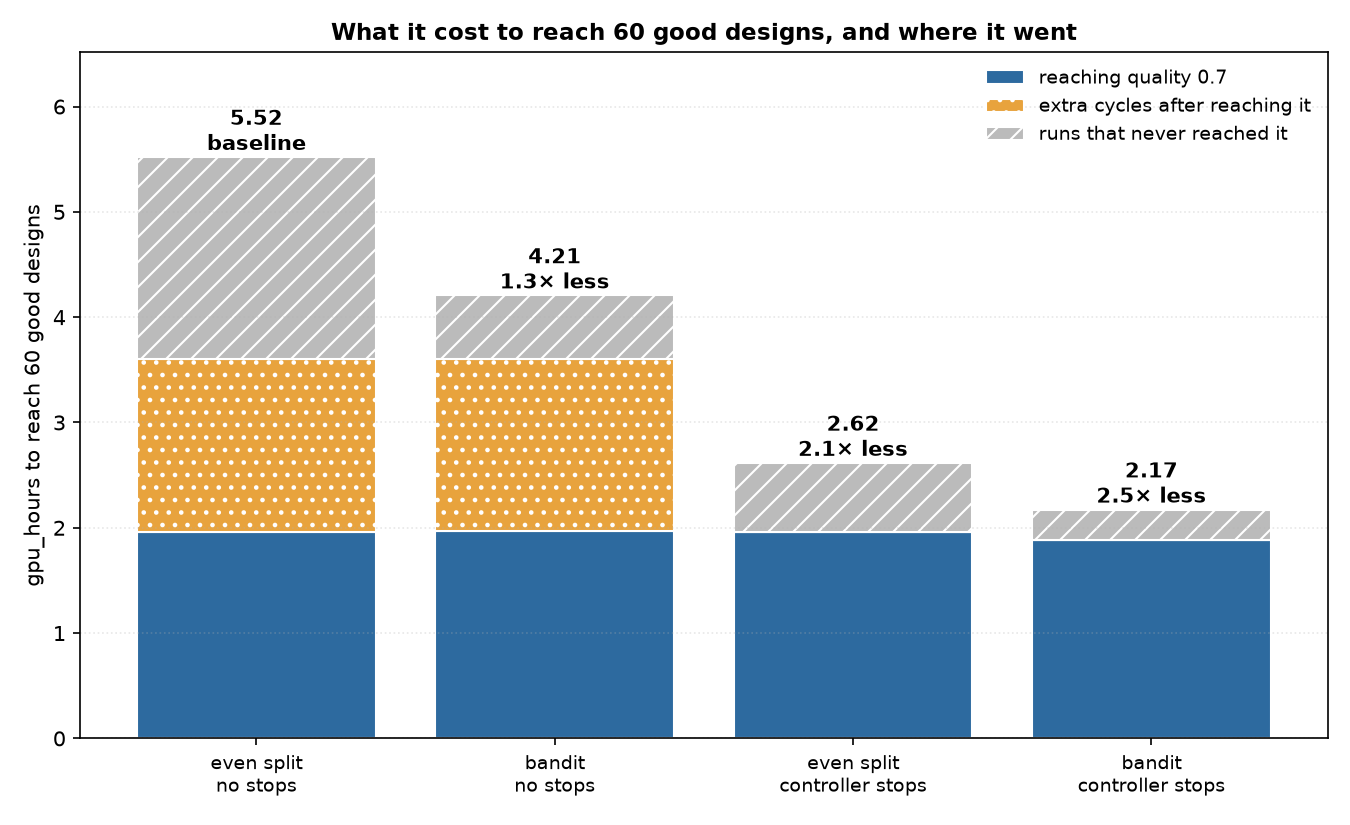 What it cost to reach 60 good designs, and where it went
reaching quality 0.7
extra cycles after reaching it
runs that never reached it
gpu_hours to reach 60 good designs
6
5
4
3
2
1
0
5.52
baseline
4.21
1.3× less
2.62
2.1× less
2.17
2.5× less
even split
no stops
bandit
no stops
even split
controller stops
bandit
controller stops